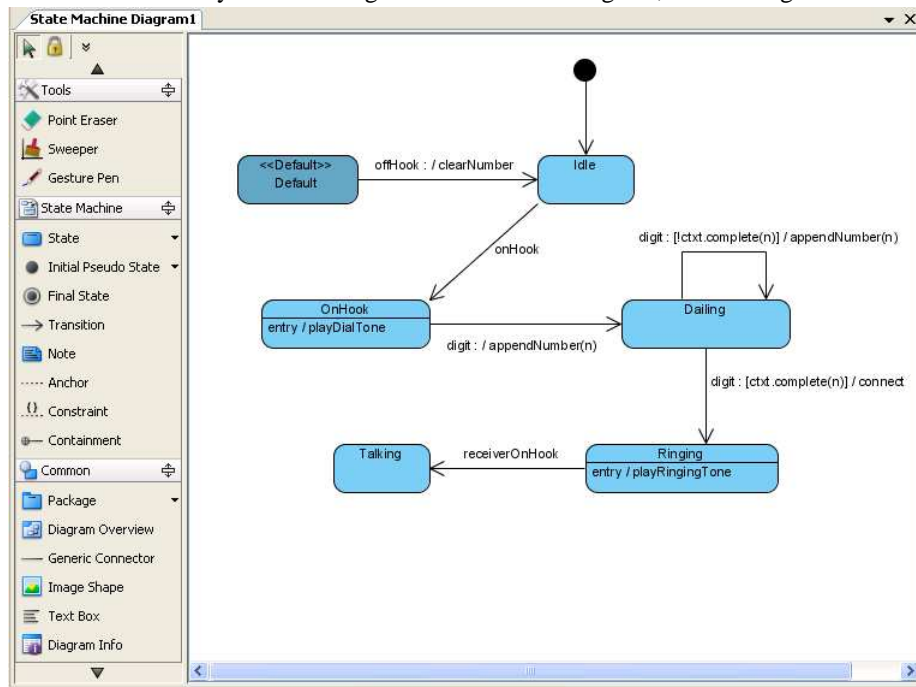 State Machine Diagram1
Tools
Point Eraser
Sweeper
Gesture Pen
State Machine
State
Initial Pseudo State
Final State
Transition
Note
Anchor
Constraint
Containment
Common
Package
Diagram Overview
Generic Connector
Image Shape
Text Box
Diagram Info
<<Default>>
Default
offHook : / clearNumber
Idle
onHook
digit : [!ctxt.complete(n)] / appendNumber(n)
OnHook
entry / playDialTone
digit : / appendNumber(n)
Dailing
digit : [ctxt.complete(n)] / connect
Talking
receiverOnHook
Ringing
entry / playRingingTone